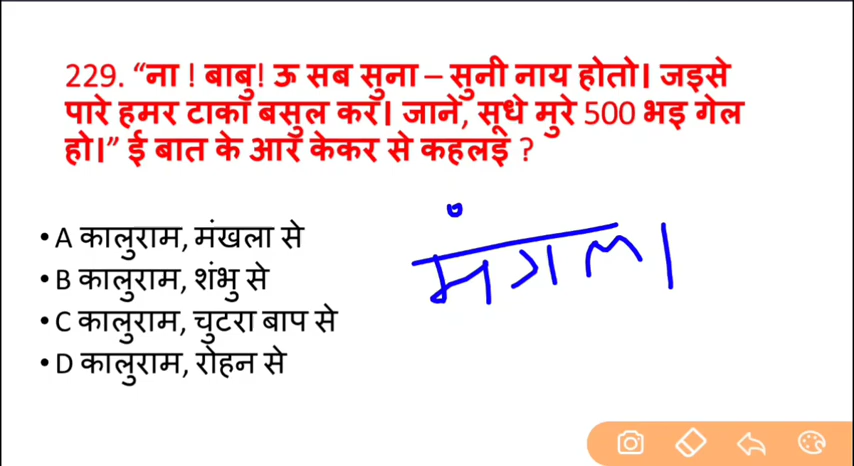 229. “ना ! बाबु! ऊ सब सुना – सुनी नाय होतो। जइसे
पारे हमर टाका बसुल कर। जाने, सूधे मुरे 500 भइ गेल
हो।” ई बात के आर केकर से कहलइ ?
• A कालुराम, मंखला से
• B कालुराम, शंभु से
• C कालुराम, चुटरा बाप से
• D कालुराम, रोहन से
मंगला